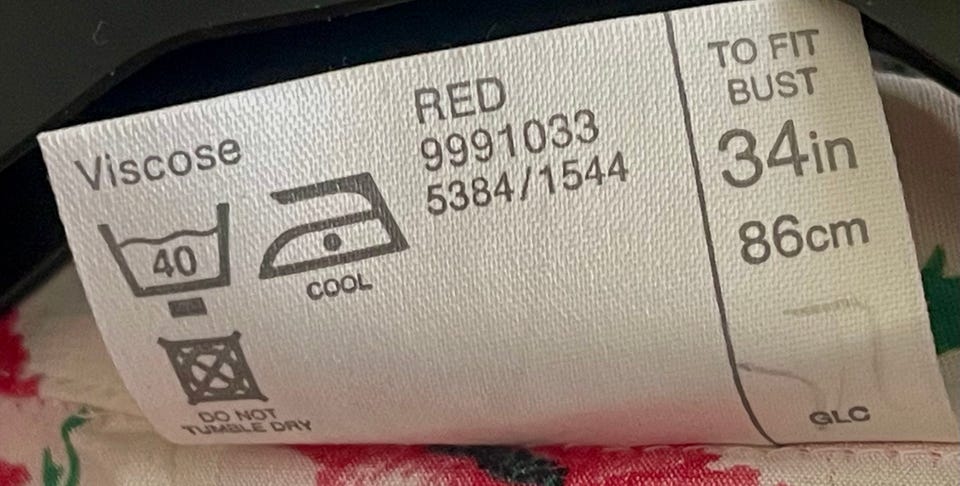 Viscose
40
COOL
DO NOT
TUMBLE DRY
RED
9991033
5384/1544
TO FIT
BUST
34in
86cm
GLC